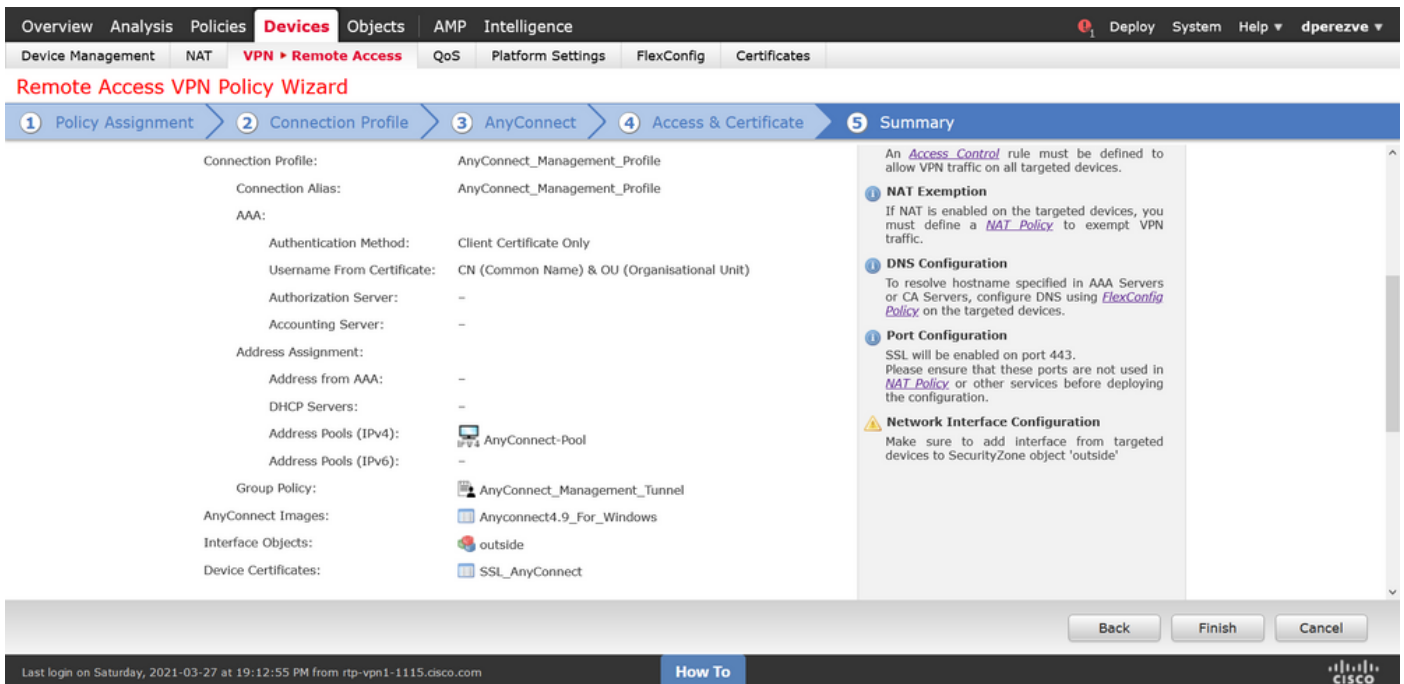 Overview Analysis Policies Devices Objects AMP Intelligence 1 Deploy System Help dperezve
Device Management NAT VPN ▸ Remote Access QoS Platform Settings FlexConfig Certificates
Remote Access VPN Policy Wizard
1 Policy Assignment 2 Connection Profile 3 AnyConnect 4 Access & Certificate 5 Summary
Connection Profile: AnyConnect_Management_Profile
Connection Alias: AnyConnect_Management_Profile
AAA:
Authentication Method: Client Certificate Only
Username From Certificate: CN (Common Name) & OU (Organisational Unit)
Authorization Server: –
Accounting Server: –
Address Assignment:
Address from AAA: –
DHCP Servers: –
Address Pools (IPv4): IPv4 AnyConnect-Pool
Address Pools (IPv6): –
Group Policy: AnyConnect_Management_Tunnel
AnyConnect Images: Anyconnect4.9_For_Windows
Interface Objects: outside
Device Certificates: SSL_AnyConnect
An Access Control rule must be defined to
allow VPN traffic on all targeted devices.
NAT Exemption
If NAT is enabled on the targeted devices, you
must define a NAT Policy to exempt VPN
traffic.
DNS Configuration
To resolve hostname specified in AAA Servers
or CA Servers, configure DNS using FlexConfig
Policy on the targeted devices.
Port Configuration
SSL will be enabled on port 443.
Please ensure that these ports are not used in
NAT Policy or other services before deploying
the configuration.
Network Interface Configuration
Make sure to add interface from targeted
devices to SecurityZone object 'outside'
Back Finish Cancel
Last login on Saturday, 2021-03-27 at 19:12:55 PM from rtp-vpn1-1115.cisco.com How To CISCO